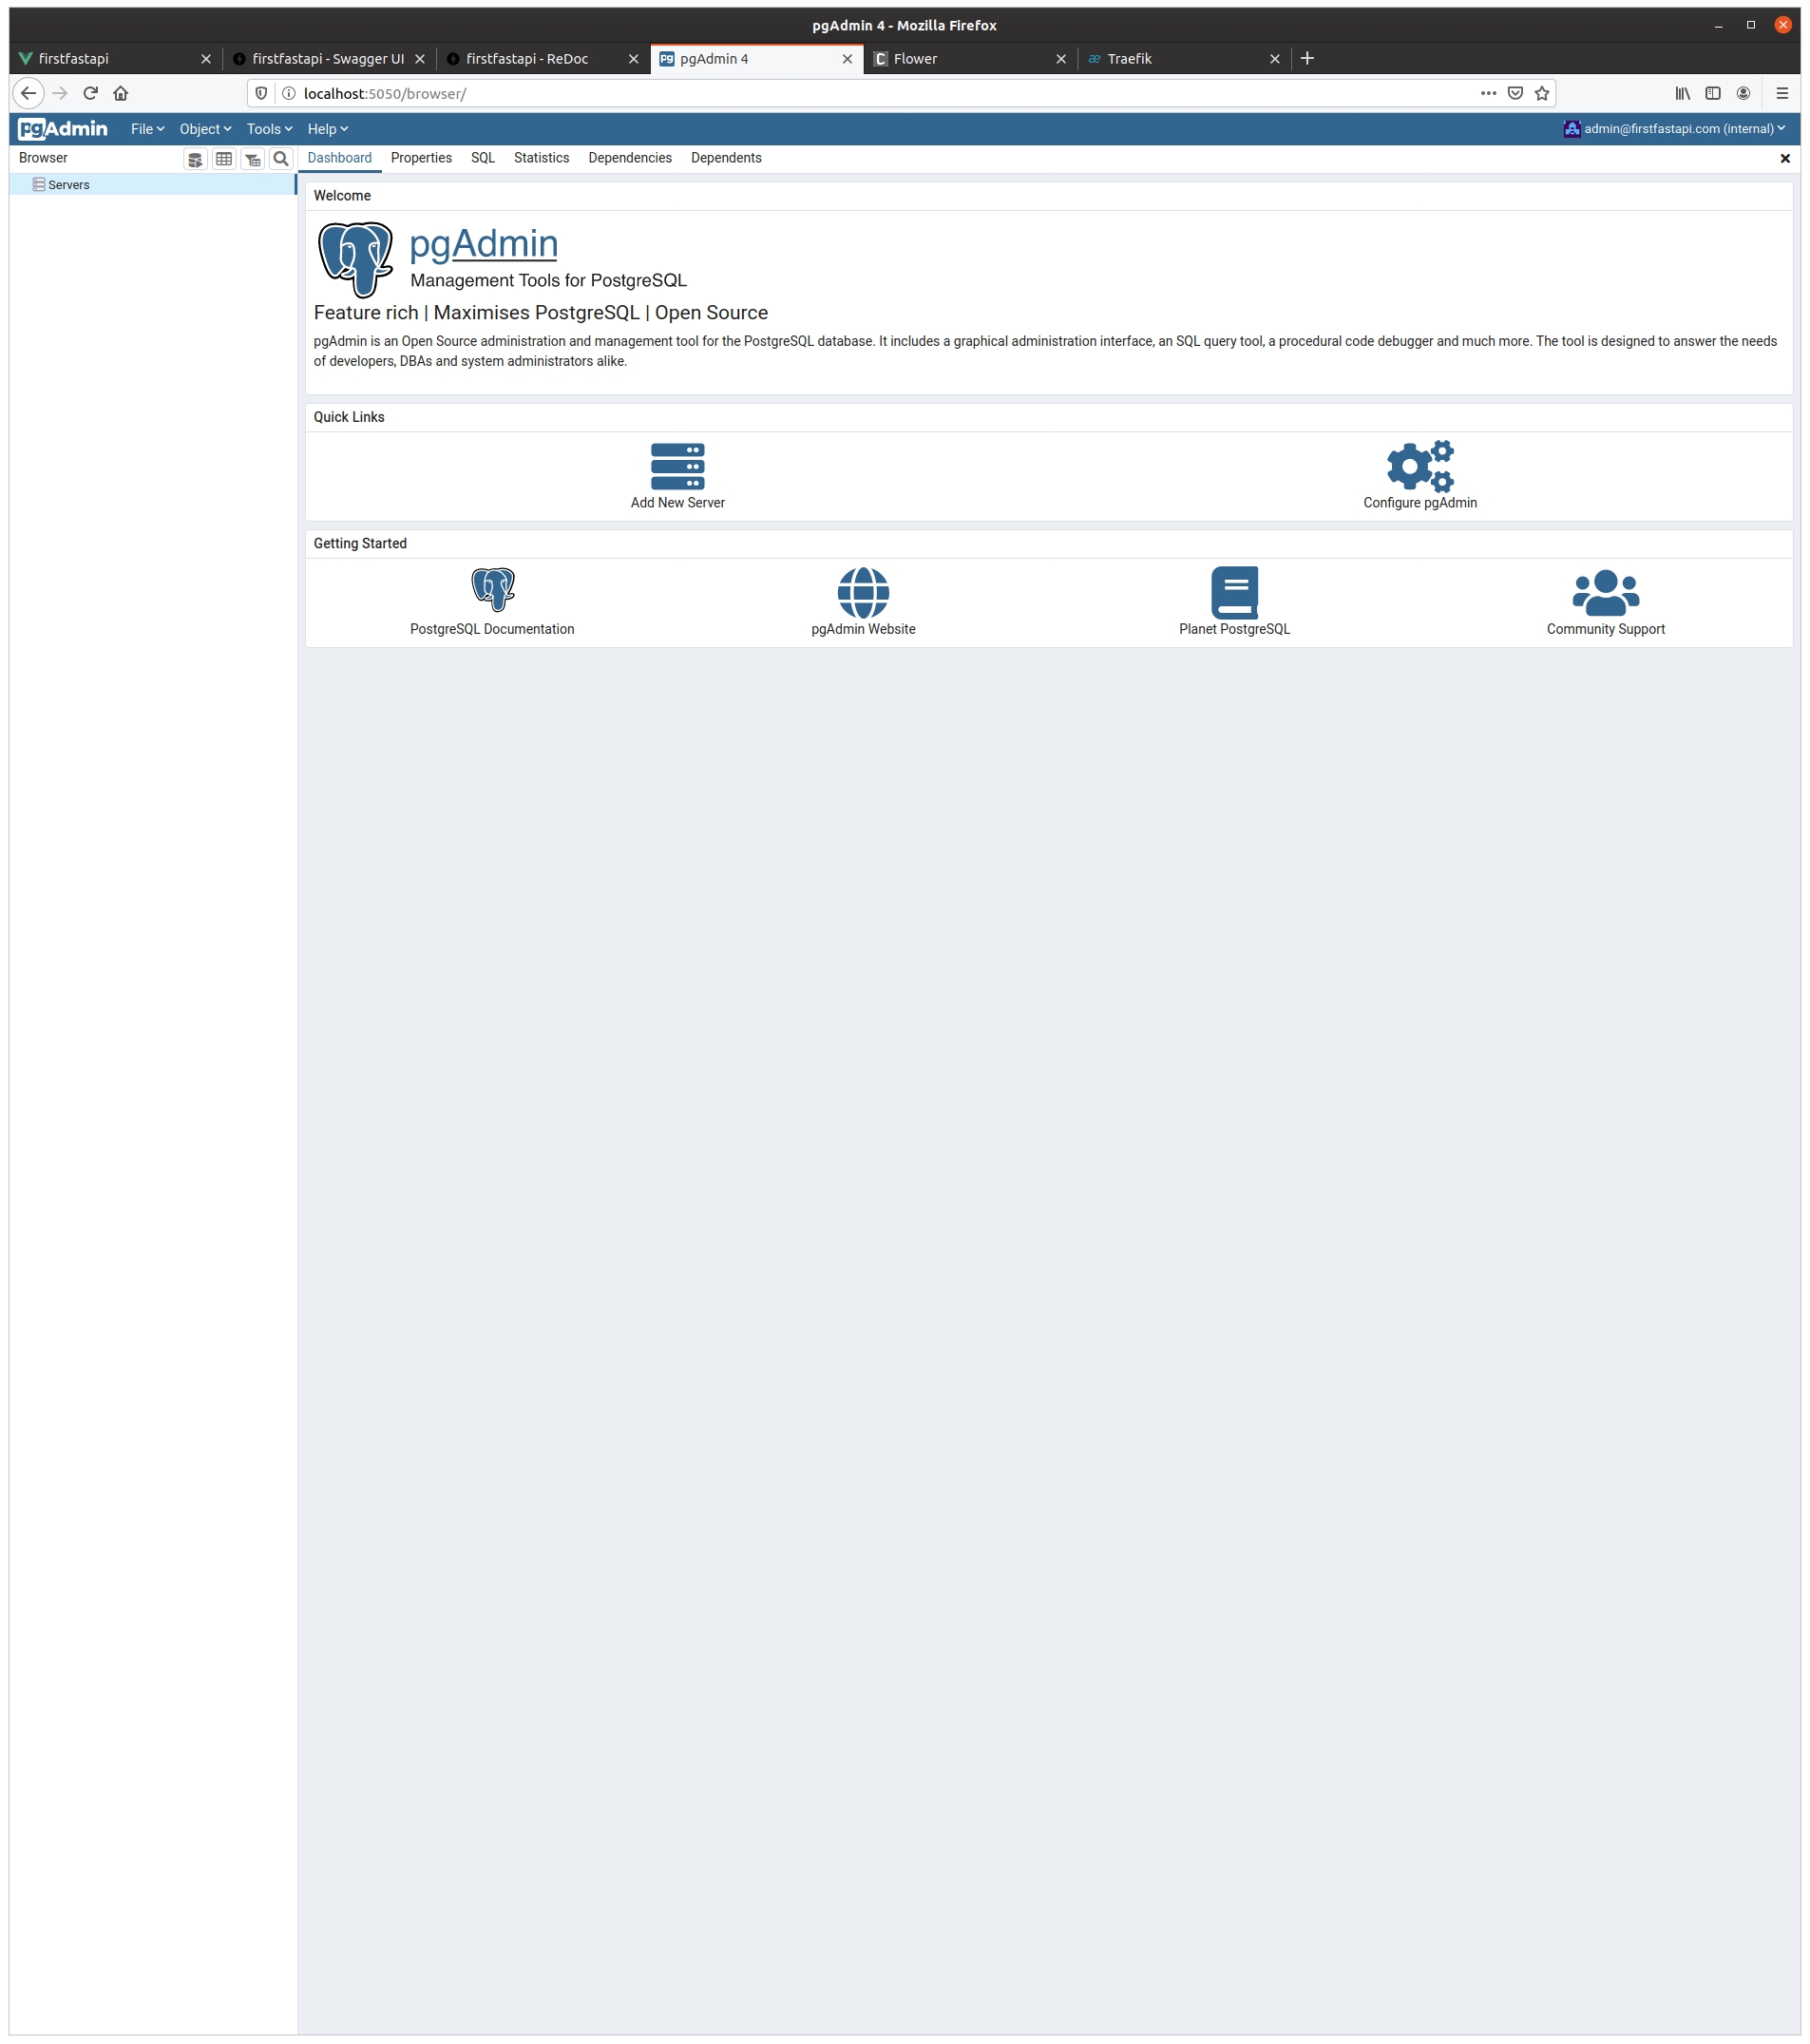 pgAdmin 4 - Mozilla Firefox
firstfastapi
firstfastapi - Swagger UI
firstfastapi - ReDoc
pgAdmin 4
Flower
Traefik
localhost:5050/browser/
pgAdmin File Object Tools Help admin@firstfastapi.com (internal)
Browser
Dashboard Properties SQL Statistics Dependencies Dependents
Servers
Welcome
pgAdmin
Management Tools for PostgreSQL
Feature rich | Maximises PostgreSQL | Open Source
pgAdmin is an Open Source administration and management tool for the PostgreSQL database. It includes a graphical administration interface, an SQL query tool, a procedural code debugger and much more. The tool is designed to answer the needs
of developers, DBAs and system administrators alike.
Quick Links
Add New Server
Configure pgAdmin
Getting Started
PostgreSQL Documentation
pgAdmin Website
Planet PostgreSQL
Community Support